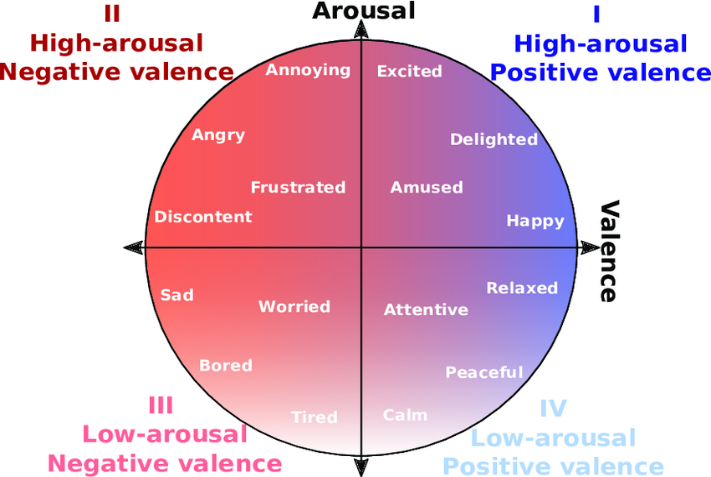 Arousal
II
High-arousal
Negative valence
I
High-arousal
Positive valence
Annoying
Excited
Angry
Delighted
Frustrated
Amused
Discontent
Happy
Valence
Sad
Relaxed
Worried
Attentive
Bored
Peaceful
Tired
Calm
III
Low-arousal
Negative valence
IV
Low-arousal
Positive valence